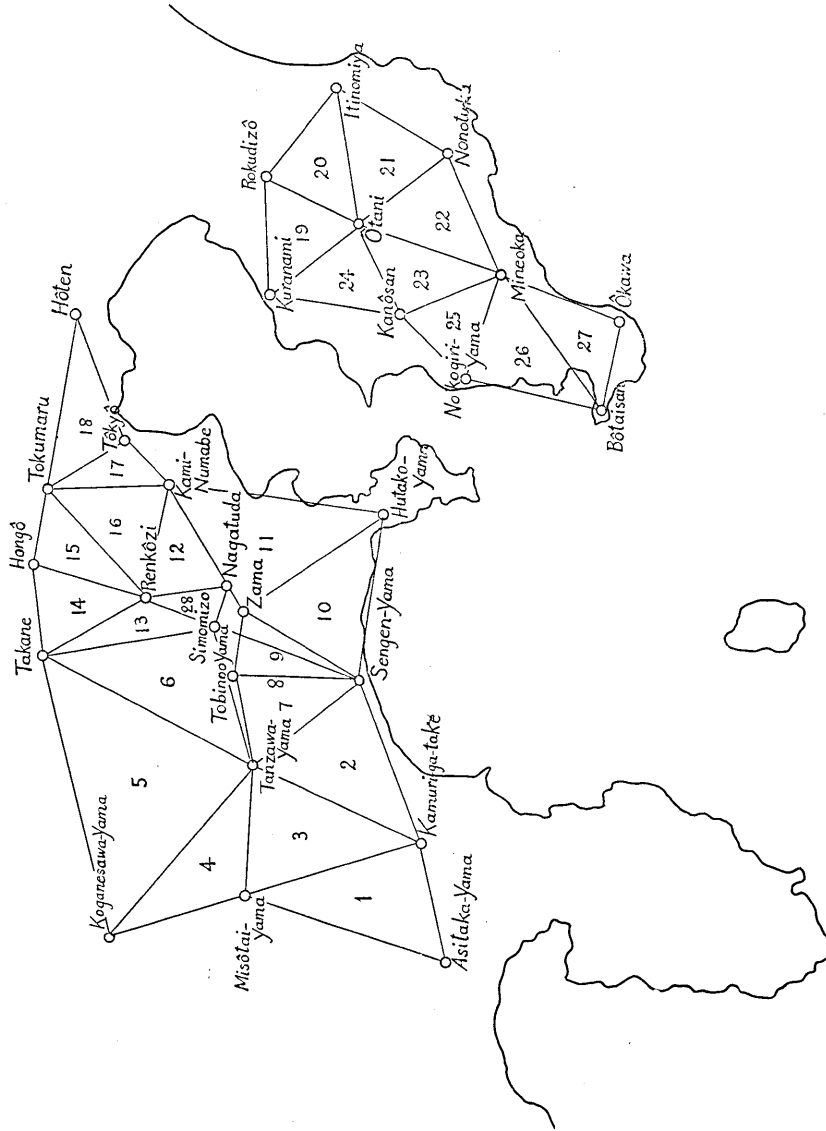 Hôten
Tokumaru
18
Tôkyô
17
Hongô
Kami-
Numabe
15
16
Renkôzi
12
Nagatuda
11
Hutako-
Yama
Takane
14
13
28
Simomizo
Zama
10
6
Tobinoo Yama
9
8
Sengen-Yama
5
Tanzawa-
yama
7
2
Koganesawa-Yama
4
3
Kamuriga-take
Misôtai-
Yama
1
Asitaka-Yama
Itinomiya
Rokudizô
20
21
Nonotuka
19
Otani
22
Kuranami
24
23
Mineoka
Kanôsan
25
Ôkawa
Nokogiri-
Yama
26
27
Bôtaisan